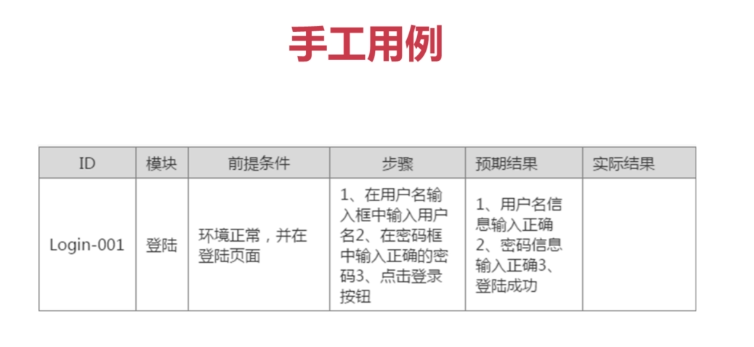 手工用例
ID 模块 前提条件 步骤 预期结果 实际结果
Login-001
登陆
环境正常，并在
登陆页面
1、在用户名输
入框中输入用户
名2、在密码框
中输入正确的密
码3、点击登录
按钮
1、用户名信
息输入正确
2、密码信息
输入正确3、
登陆成功